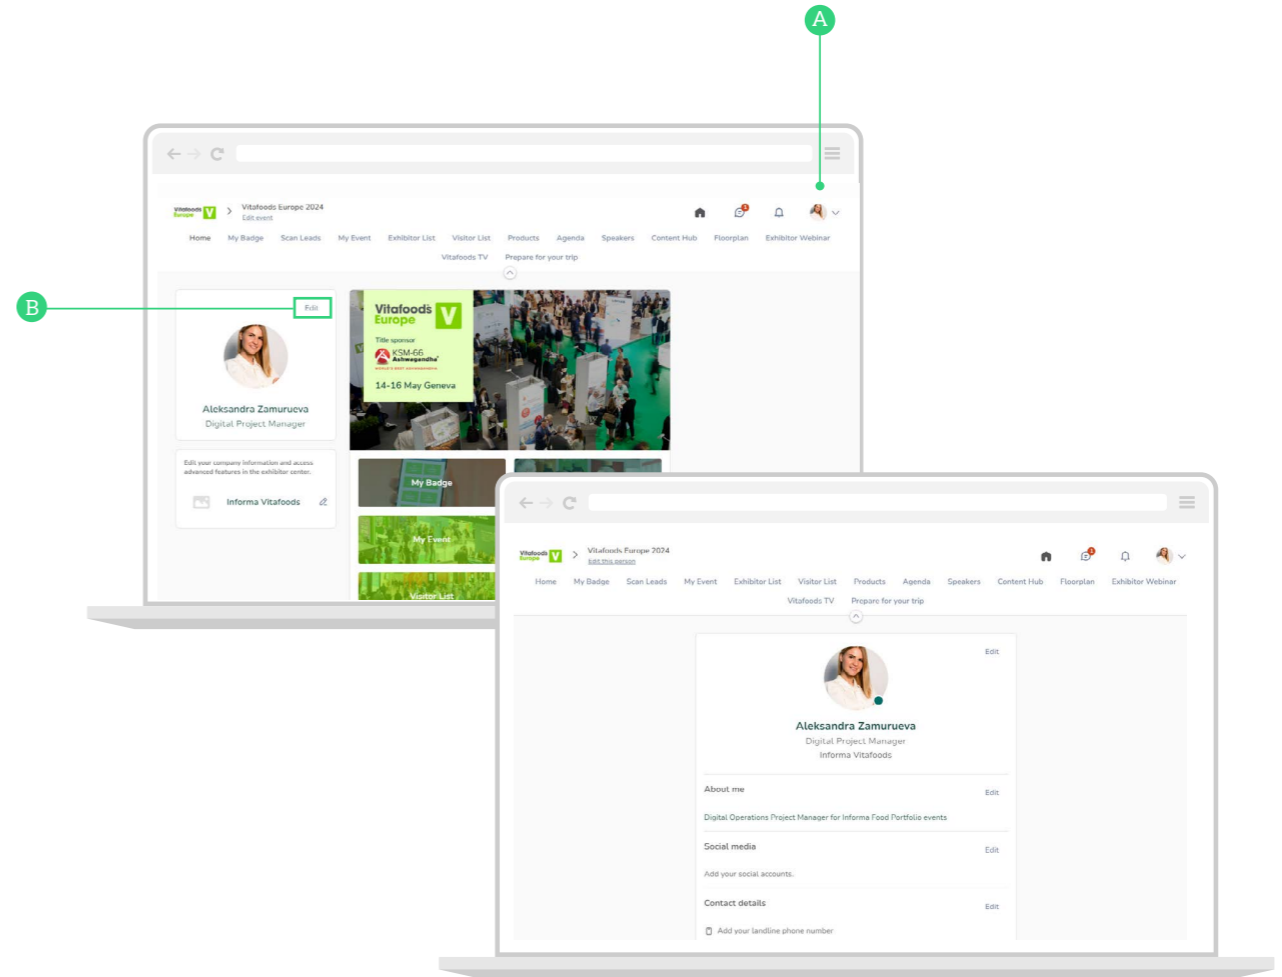 A
Vitafoods Europe
V
Vitafoods Europe 2024
Edit event
1
Home My Badge Scan Leads My Event Exhibitor List Visitor List Products Agenda Speakers Content Hub Floorplan Exhibitor Webinar
Vitafoods TV Prepare for your trip
B
Edit
Aleksandra Zamurueva
Digital Project Manager
Edit your company information and access
advanced features in the exhibitor center.
Informa Vitafoods
Vitafoods
Europe
V
Title sponsor
KSM-66
Ashwagandha
WORLD'S BEST ASHWAGANDHA
14-16 May Geneva
My Badge
My Event
Visitor List
Vitafoods
Europe
V
Vitafoods Europe 2024
Edit this person
1
Home My Badge Scan Leads My Event Exhibitor List Visitor List Products Agenda Speakers Content Hub Floorplan Exhibitor Webinar
Vitafoods TV Prepare for your trip
Edit
Aleksandra Zamurueva
Digital Project Manager
Informa Vitafoods
About me
Edit
Digital Operations Project Manager for Informa Food Portfolio events
Social media
Edit
Add your social accounts.
Contact details
Edit
Add your landline phone number